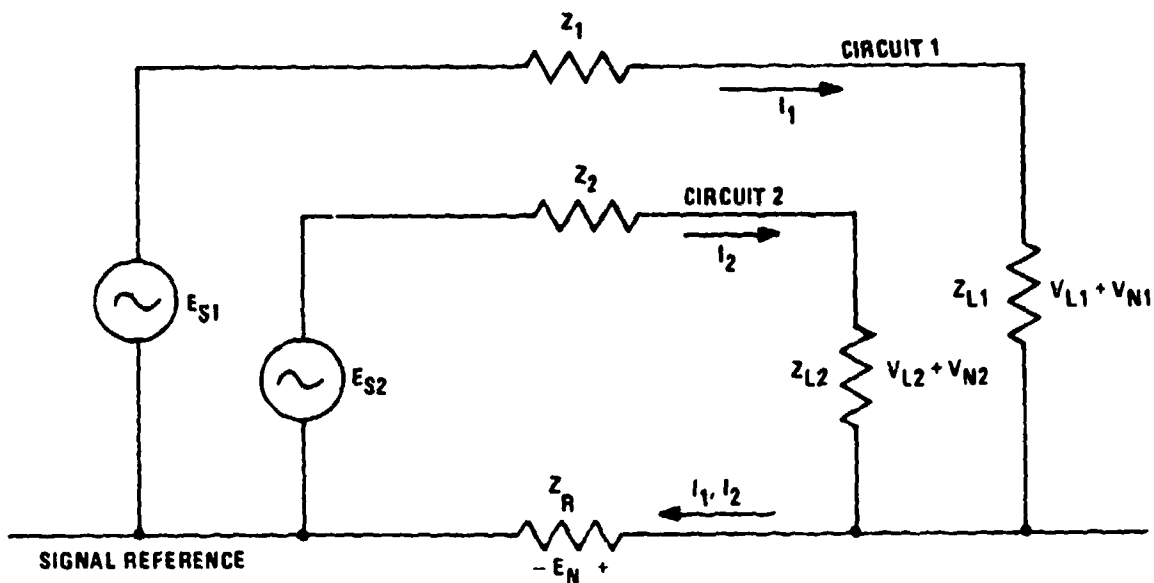 Z1
CIRCUIT 1
I1
Z2
CIRCUIT 2
I2
ES1
ZL1
VL1 + VN1
ES2
ZL2
VL2 + VN2
ZR
I1, I2
SIGNAL REFERENCE
- EN +